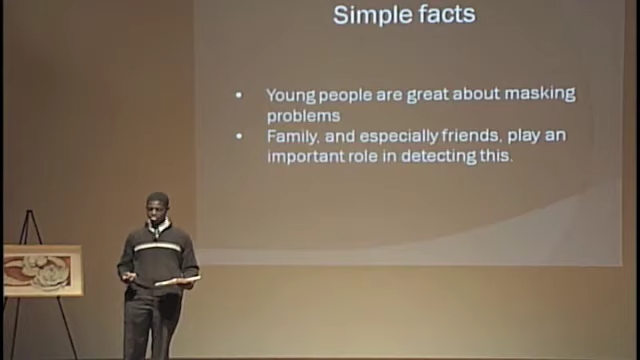 Simple facts
• Young people are great about masking
problems
• Family, and especially friends, play an
important role in detecting this.